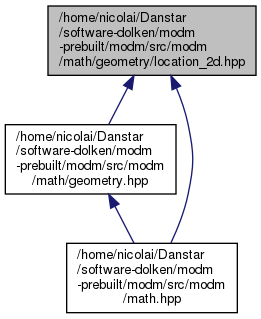 /home/nicolai/Danstar
/software-dolken/modm
-prebuilt/modm/src/modm
/math/geometry/location_2d.hpp
/home/nicolai/Danstar
/software-dolken/modm
-prebuilt/modm/src/modm
/math/geometry.hpp
/home/nicolai/Danstar
/software-dolken/modm
-prebuilt/modm/src/modm
/math.hpp